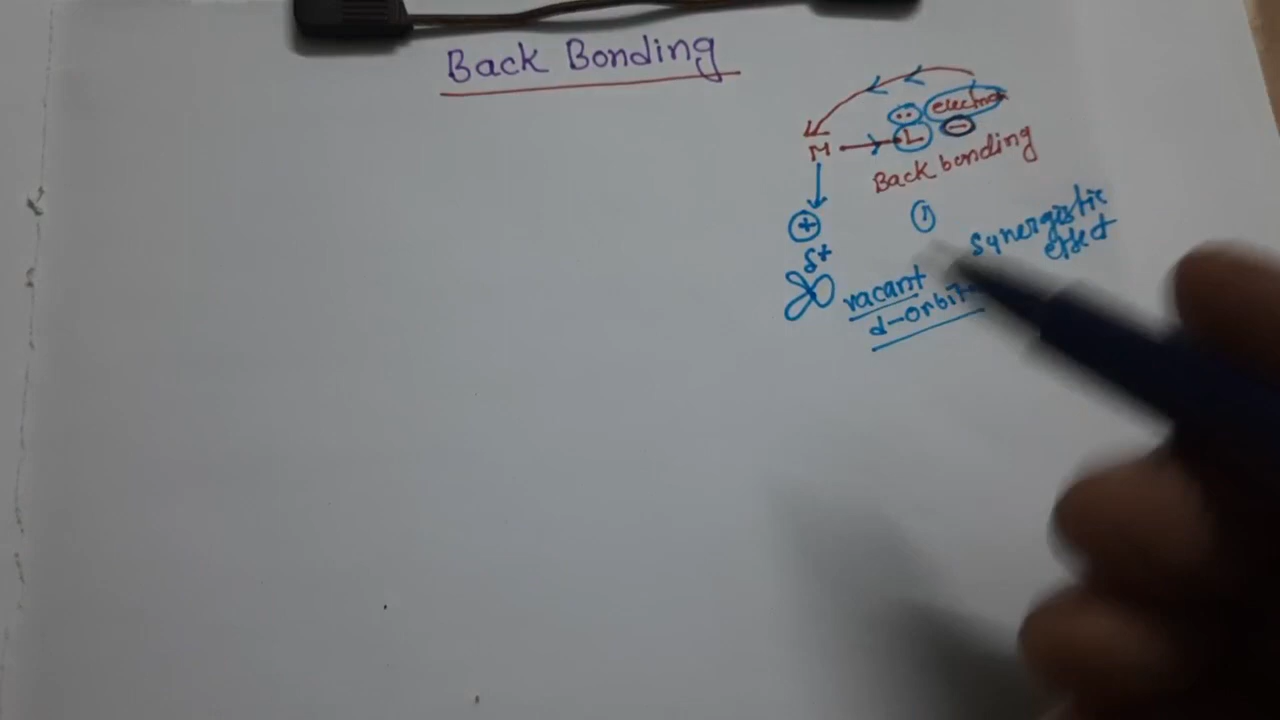 Back Bonding
electron
M L
Back bonding
synergistic
effect
δ+
vacant